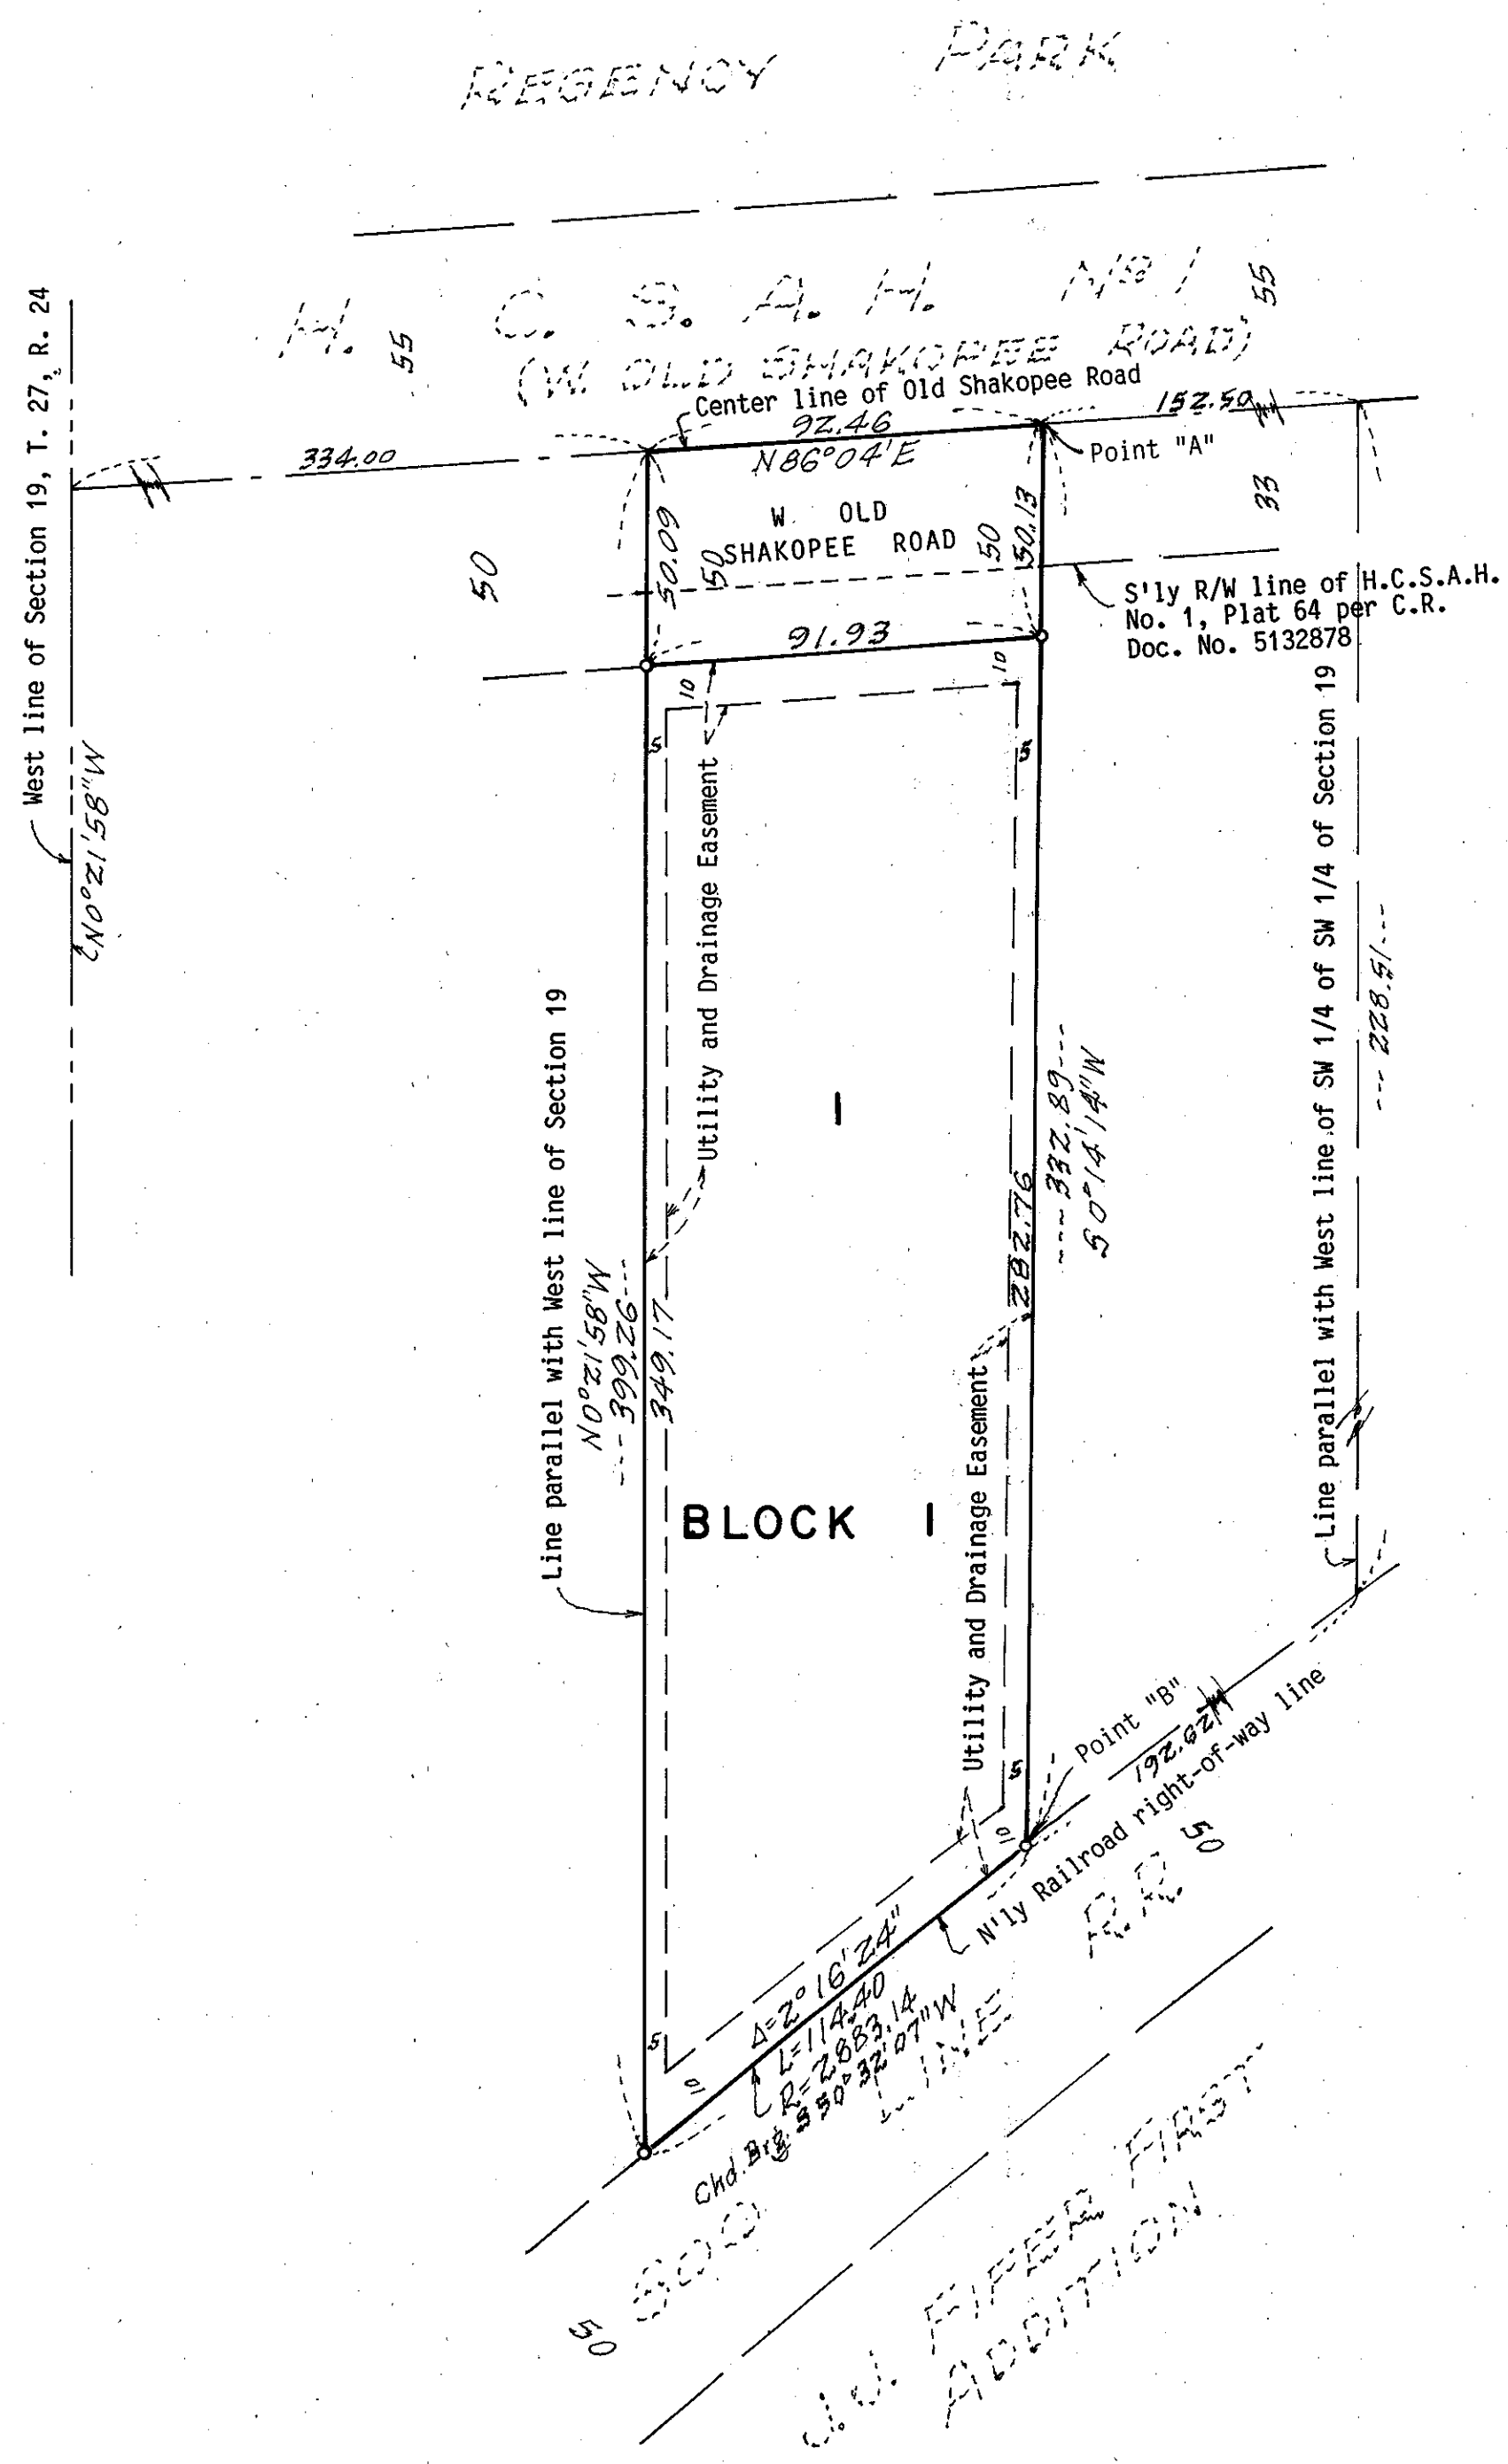 REGENCY PARK
H. C. S. A. H. Nº 1
(W. OLD SHAKOPEE ROAD)
55
55
Center line of Old Shakopee Road
334.00
92.46
N86°04'E
152.50
Point "A"
West line of Section 19, T. 27, R. 24
N0°21'58"W
50
50.09
50
W. OLD
SHAKOPEE ROAD
50
50.13
33
S'ly R/W line of H.C.S.A.H.
No. 1, Plat 64 per C.R.
Doc. No. 5132878
91.93
10
10
5
5
Utility and Drainage Easement
1
Line parallel with West line of Section 19
N0°21'58"W
---399.26---
349.17
282.76
---332.89---
S0°14'14"W
Line parallel with West line of SW 1/4 of SW 1/4 of Section 19
---228.51---
BLOCK 1
Utility and Drainage Easement
5
10
Point "B"
192.62
N'ly Railroad right-of-way line
5
10
Δ=2°16'24"
L=114.40
R=2883.14
Chd. Brg. S50°32'07"W
50
SOO LINE RR
50
J.J. FIFER FIRST
ADDITION